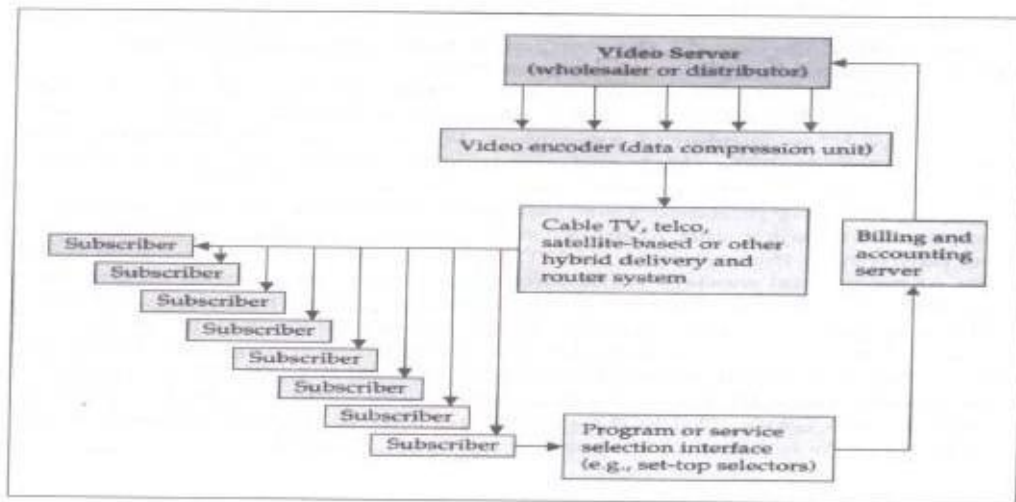 Video Server
(wholesaler or distributor)
Video encoder (data compression unit)
Cable TV, telco,
satellite-based or other
hybrid delivery and
router system
Billing and
accounting
server
Subscriber
Subscriber
Subscriber
Subscriber
Subscriber
Subscriber
Subscriber
Subscriber
Program or service
selection interface
(e.g., set-top selectors)